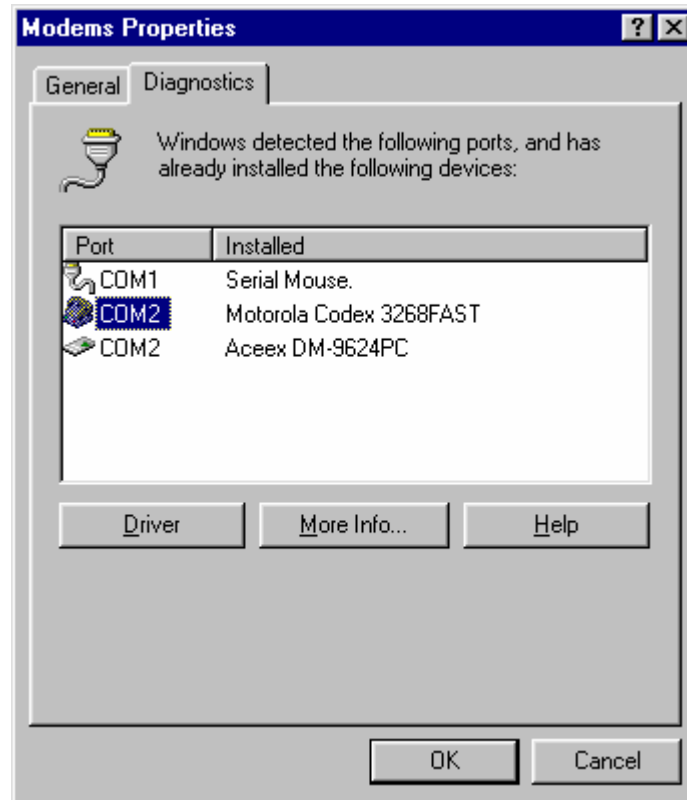 Modems Properties
General Diagnostics
Windows detected the following ports, and has
already installed the following devices:
Port Installed
COM1 Serial Mouse.
COM2 Motorola Codex 3268FAST
COM2 Aceex DM-9624PC
Driver More Info... Help
OK Cancel